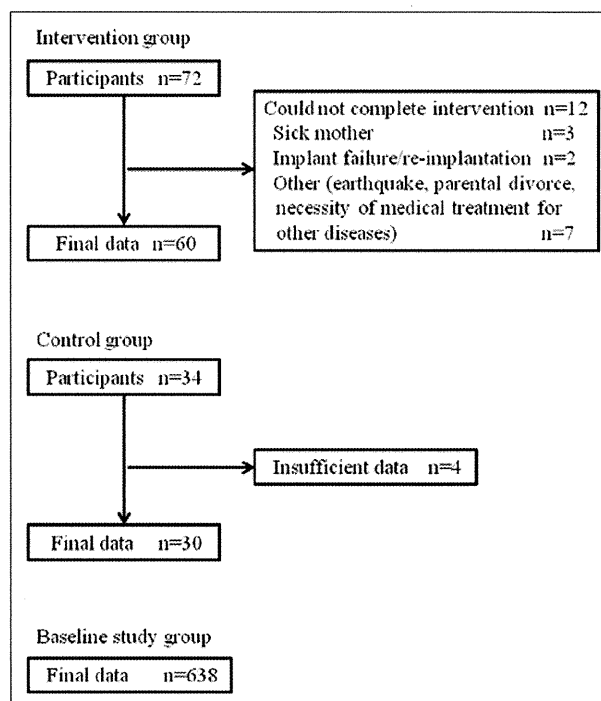 Intervention group
Participants n=72
Could not complete intervention n=12
Sick mother n=3
Implant failure/re-implantation n=2
Other (earthquake, parental divorce,
necessity of medical treatment for
other diseases) n=7
Final data n=60
Control group
Participants n=34
Insufficient data n=4
Final data n=30
Baseline study group
Final data n=638